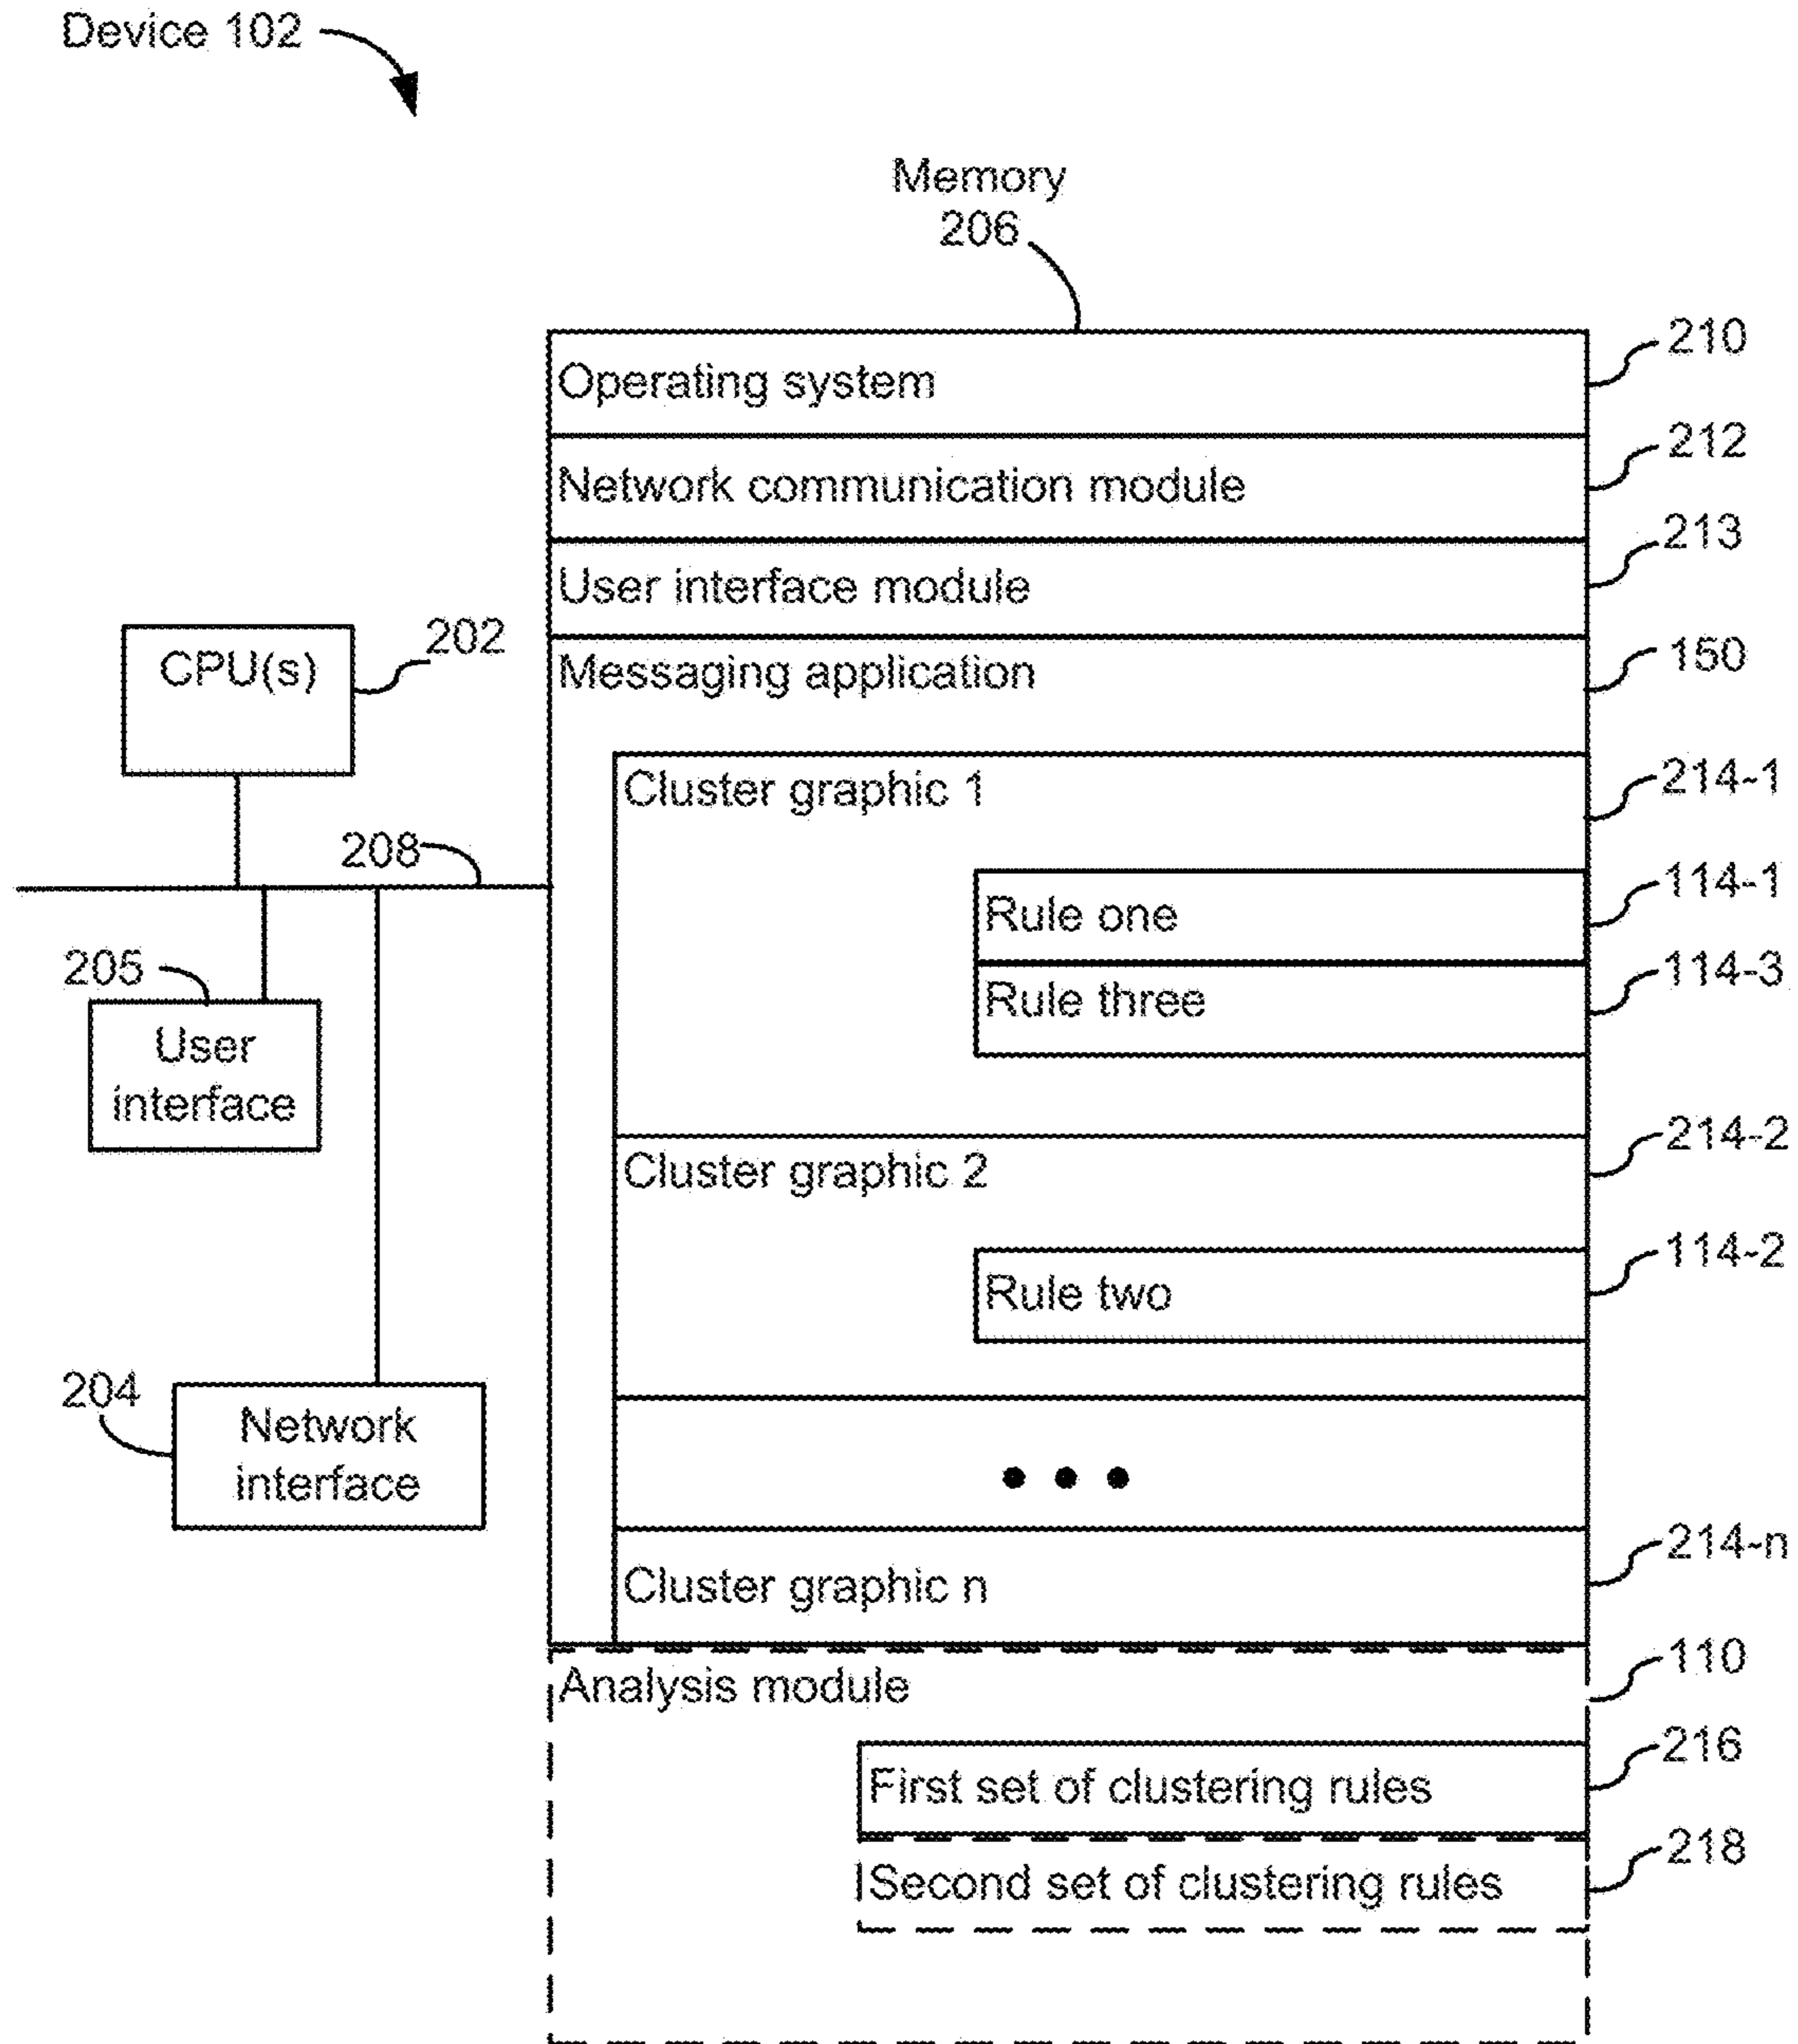 Device 102
Memory
206
Operating system
210
Network communication module
212
User interface module
213
CPU(s)
202
Messaging application
150
Cluster graphic 1
214-1
208
Rule one
114-1
205
Rule three
114-3
User
interface
Cluster graphic 2
214-2
Rule two
114-2
204
Network
interface
• • •
Cluster graphic n
214-n
Analysis module
110
First set of clustering rules
216
Second set of clustering rules
218